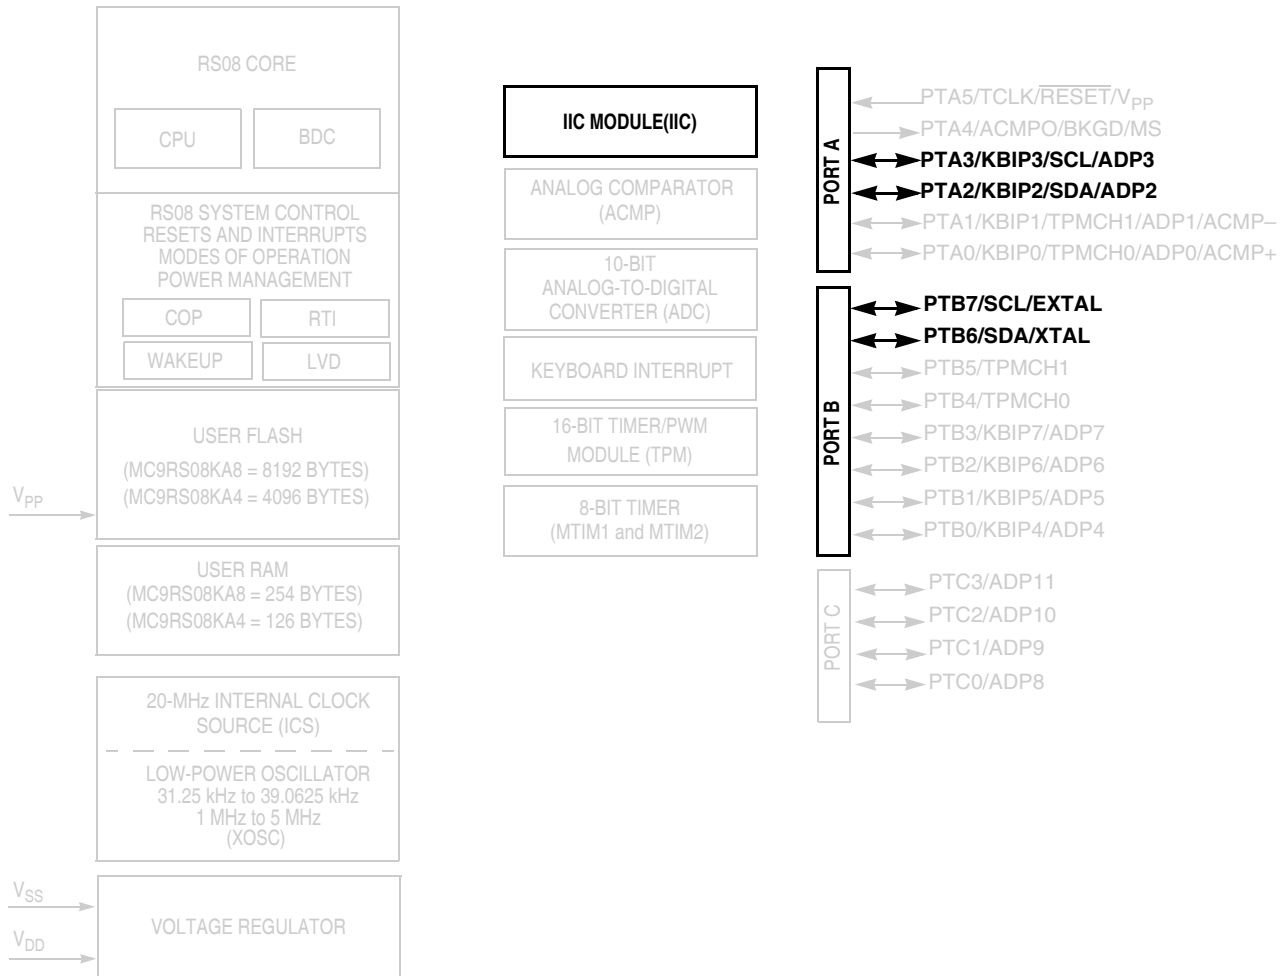 RS08 CORE
CPU
BDC
RS08 SYSTEM CONTROL
RESETS AND INTERRUPTS
MODES OF OPERATION
POWER MANAGEMENT
COP
RTI
WAKEUP
LVD
USER FLASH
(MC9RS08KA8 = 8192 BYTES)
(MC9RS08KA4 = 4096 BYTES)
VPP
USER RAM
(MC9RS08KA8 = 254 BYTES)
(MC9RS08KA4 = 126 BYTES)
20-MHz INTERNAL CLOCK
SOURCE (ICS)
LOW-POWER OSCILLATOR
31.25 kHz to 39.0625 kHz
1 MHz to 5 MHz
(XOSC)
VSS
VDD
VOLTAGE REGULATOR
IIC MODULE(IIC)
ANALOG COMPARATOR
(ACMP)
10-BIT
ANALOG-TO-DIGITAL
CONVERTER (ADC)
KEYBOARD INTERRUPT
16-BIT TIMER/PWM
MODULE (TPM)
8-BIT TIMER
(MTIM1 and MTIM2)
PORT A
PTA5/TCLK/RESET/VPP
PTA4/ACMPO/BKGD/MS
PTA3/KBIP3/SCL/ADP3
PTA2/KBIP2/SDA/ADP2
PTA1/KBIP1/TPMCH1/ADP1/ACMP–
PTA0/KBIP0/TPMCH0/ADP0/ACMP+
PORT B
PTB7/SCL/EXTAL
PTB6/SDA/XTAL
PTB5/TPMCH1
PTB4/TPMCH0
PTB3/KBIP7/ADP7
PTB2/KBIP6/ADP6
PTB1/KBIP5/ADP5
PTB0/KBIP4/ADP4
PORT C
PTC3/ADP11
PTC2/ADP10
PTC1/ADP9
PTC0/ADP8